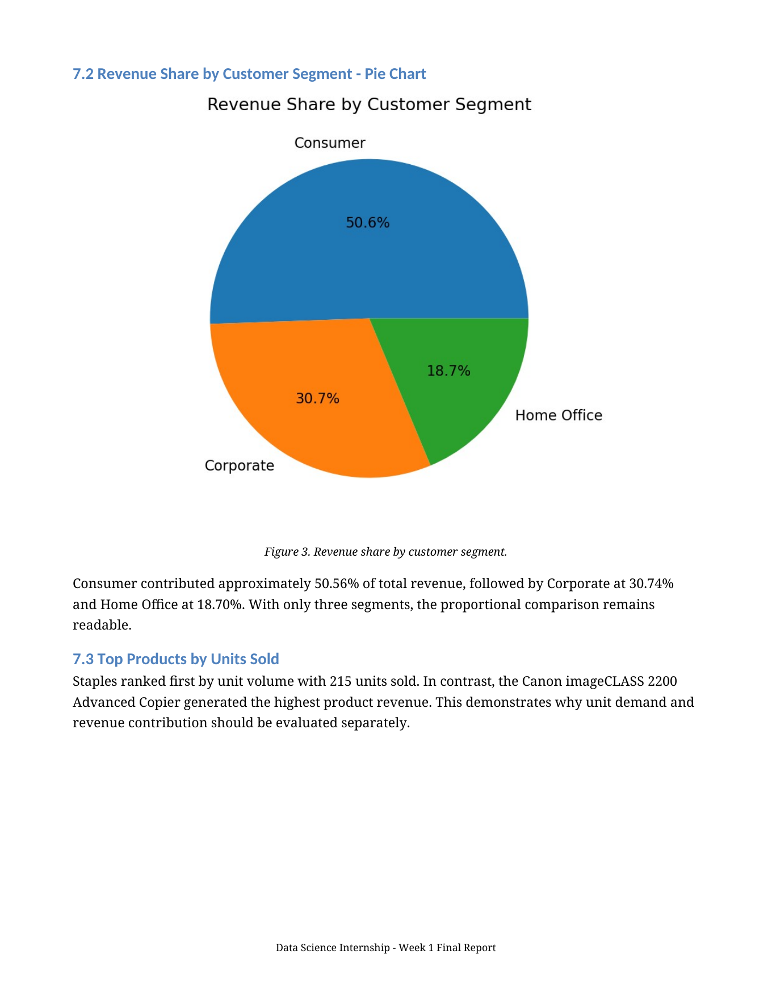 7.2 Revenue Share by Customer Segment - Pie Chart
Revenue Share by Customer Segment
Consumer
50.6%
18.7%
30.7%
Home Office
Corporate
Figure 3. Revenue share by customer segment.
Consumer contributed approximately 50.56% of total revenue, followed by Corporate at 30.74%
and Home Office at 18.70%. With only three segments, the proportional comparison remains
readable.
7.3 Top Products by Units Sold
Staples ranked first by unit volume with 215 units sold. In contrast, the Canon imageCLASS 2200
Advanced Copier generated the highest product revenue. This demonstrates why unit demand and
revenue contribution should be evaluated separately.
Data Science Internship - Week 1 Final Report